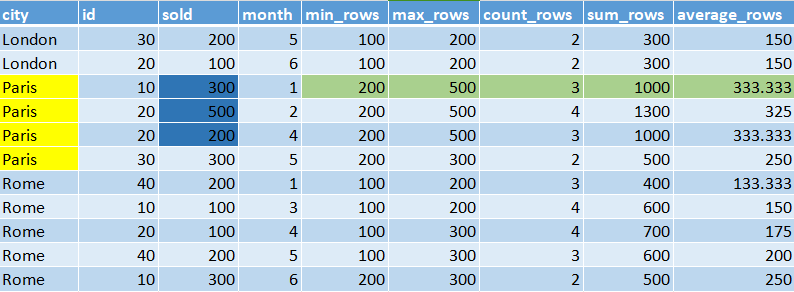 city id sold month min_rows max_rows count_rows sum_rows average_rows
London 30 200 5 100 200 2 300 150
London 20 100 6 100 200 2 300 150
Paris 10 300 1 200 500 3 1000 333.333
Paris 20 500 2 200 500 4 1300 325
Paris 20 200 4 200 500 3 1000 333.333
Paris 30 300 5 200 300 2 500 250
Rome 40 200 1 100 200 3 400 133.333
Rome 10 100 3 100 200 4 600 150
Rome 20 100 4 100 300 4 700 175
Rome 40 200 5 100 300 3 600 200
Rome 10 300 6 200 300 2 500 250